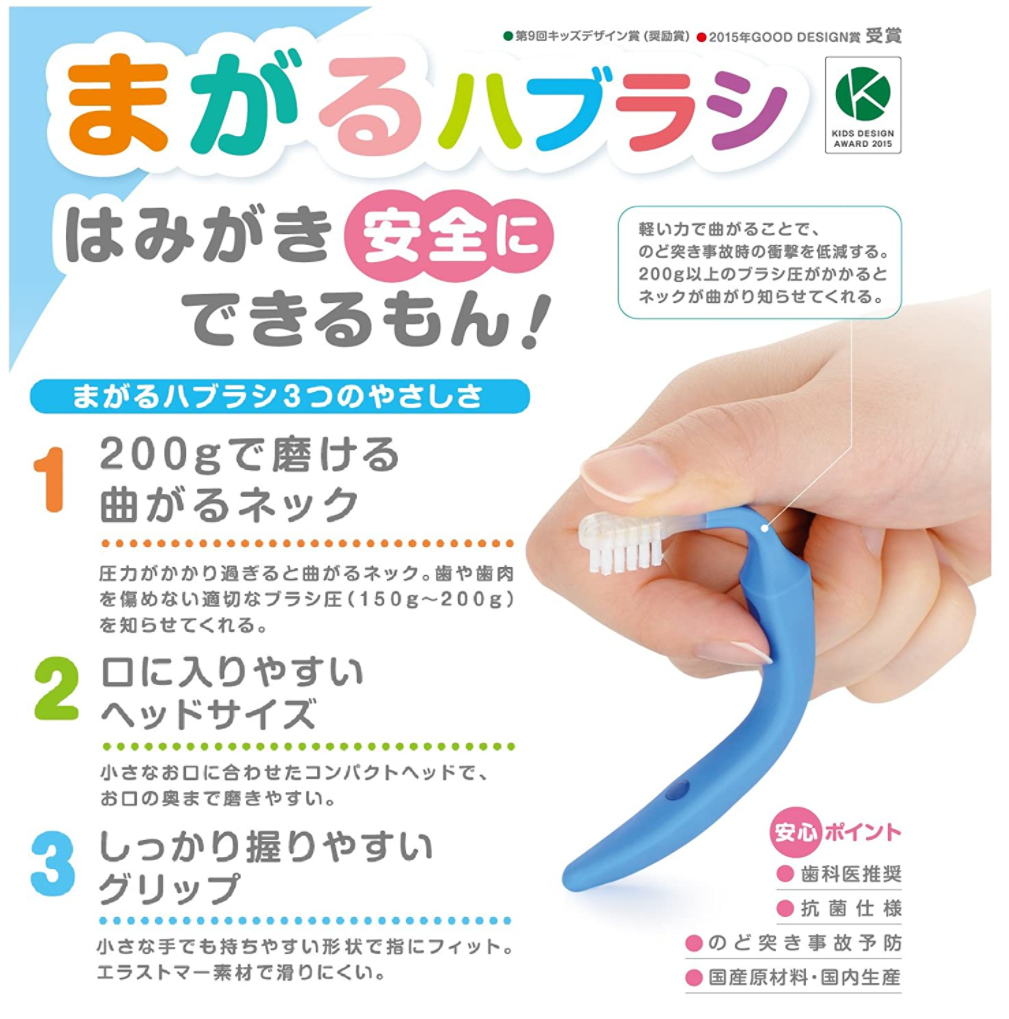 ●第9回キッズデザイン賞(奨励賞) ●2015年GOOD DESIGN賞 受賞
まがるハブラシ
KIDS DESIGN
AWARD 2015
はみがき安全に
できるもん!
軽い力で曲がることで、
のど突き事故時の衝撃を低減する。
200g以上のブラシ圧がかかると
ネックが曲がり知らせてくれる。
まがるハブラシ3つのやさしさ
1
200gで磨ける
曲がるネック
圧力がかかり過ぎると曲がるネック。歯や歯肉
を傷めない適切なブラシ圧(150g〜200g)
を知らせてくれる。
2
口に入りやすい
ヘッドサイズ
小さなお口に合わせたコンパクトヘッドで、
お口の奥まで磨きやすい。
3
しっかり握りやすい
グリップ
小さな手でも持ちやすい形状で指にフィット。
エラストマー素材で滑りにくい。
安心ポイント
●歯科医推奨
●抗菌仕様
●のど突き事故予防
●国産原材料・国内生産